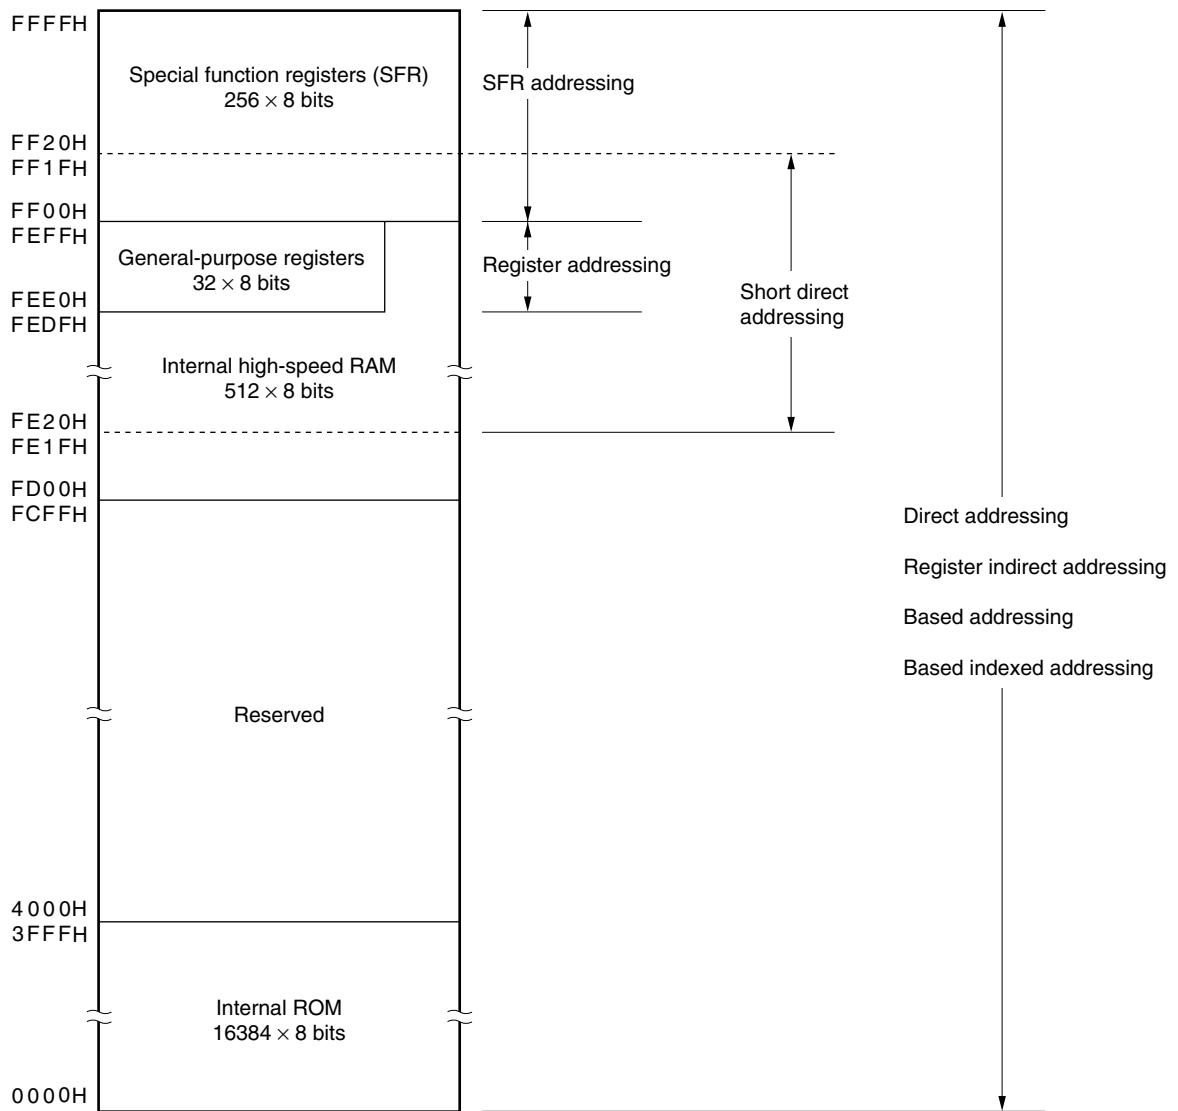 FFFFH
Special function registers (SFR)
256 × 8 bits
SFR addressing
FF20H
FF1FH
FF00H
FEFFH
General-purpose registers
32 × 8 bits
Register addressing
FEE0H
FEDFH
Short direct
addressing
Internal high-speed RAM
512 × 8 bits
FE20H
FE1FH
FD00H
FCFFH
Direct addressing
Register indirect addressing
Based addressing
Based indexed addressing
Reserved
4000H
3FFFH
Internal ROM
16384 × 8 bits
0000H